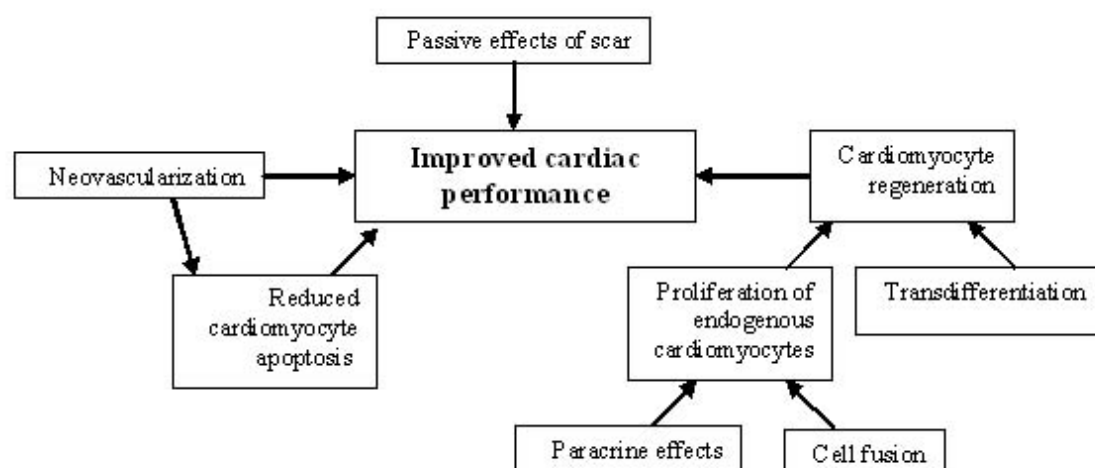 Passive effects of scar
Improved cardiac
performance
Neovascularization
Cardiomyocyte
regeneration
Reduced
cardiomyocyte
apoptosis
Proliferation of
endogenous
cardiomyocytes
Transdifferentiation
Paracrine effects
Cell fusion